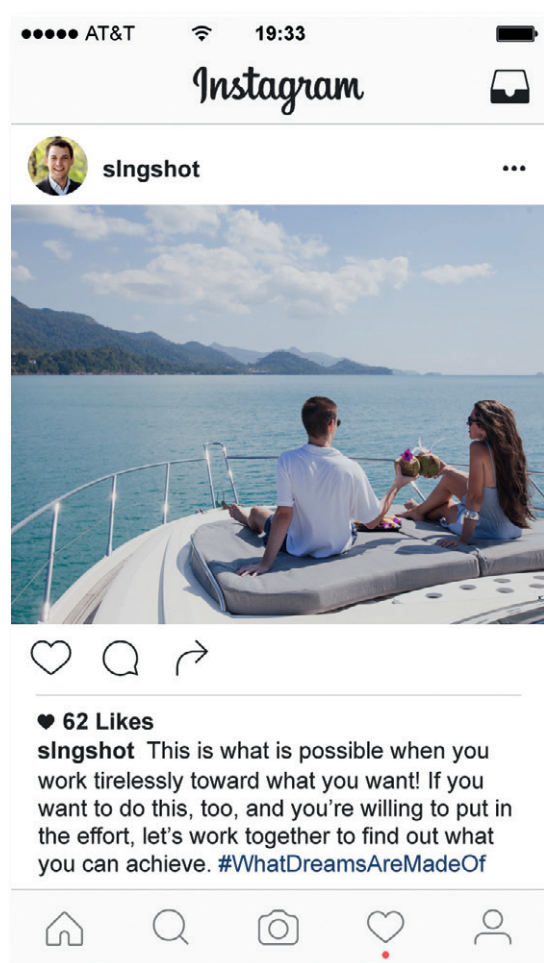 AT&T 19:33
Instagram
slngshot
62 Likes
slngshot This is what is possible when you
work tirelessly toward what you want! If you
want to do this, too, and you’re willing to put in
the effort, let’s work together to find out what
you can achieve. #WhatDreamsAreMadeOf